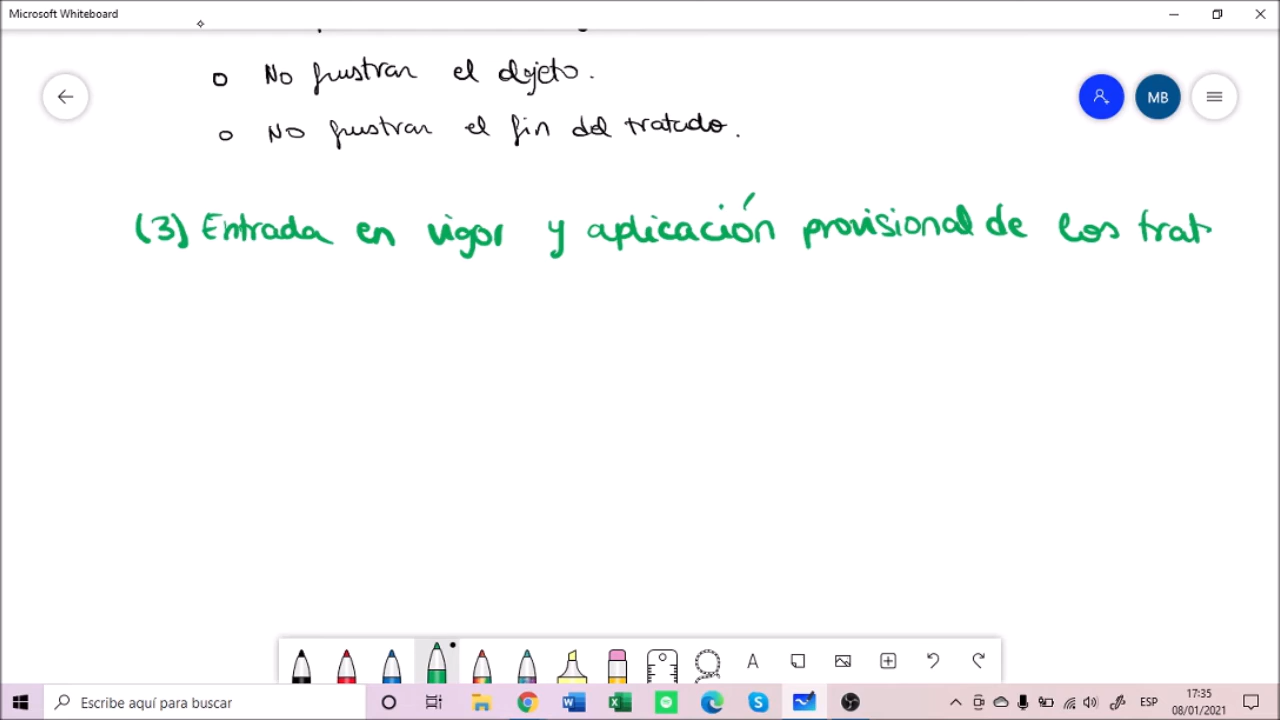 Microsoft Whiteboard
o No frustrar el objeto.
o No frustrar el fin del tratado.
MB
(3) Entrada en vigor y aplicación provisional de los trat
A
Escribe aquí para buscar
ESP
17:35
08/01/2021